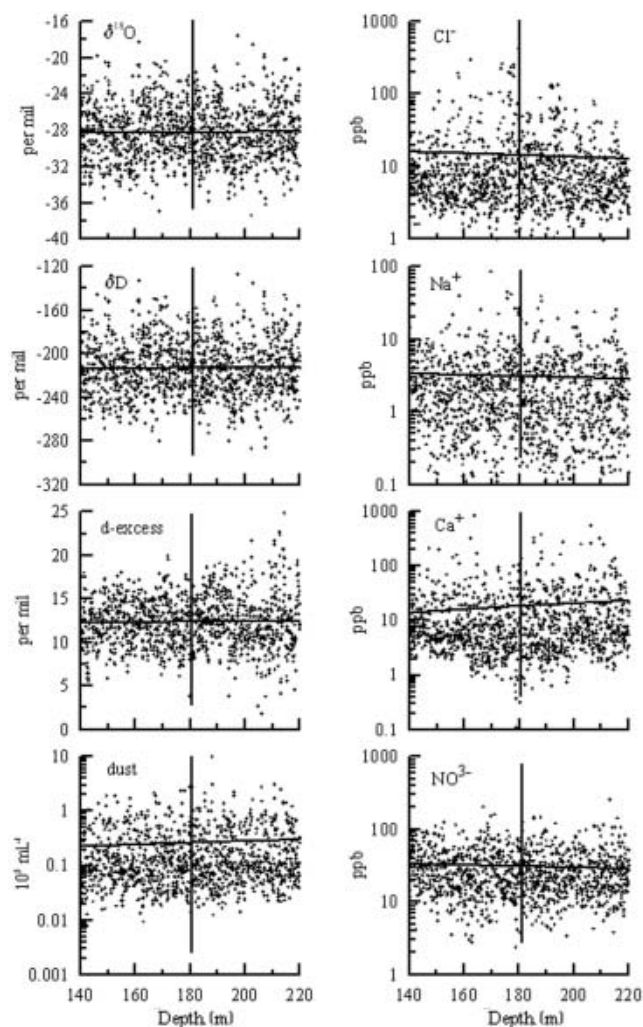 δ¹⁸O
per mil
-16
-20
-24
-28
-32
-36
-40
Cl⁻
ppb
1000
100
10
1
δD
per mil
-120
-160
-200
-240
-280
-320
Na⁺
ppb
100
10
1
0.1
d-excess
per mil
25
20
15
10
5
0
Ca⁺
ppb
1000
100
10
1
0.1
dust
10
1
0.1
0.01
0.001
140 160 180 200 220
Depth (m)
NO³⁻
ppb
1000
100
10
1
140 160 180 200 220
Depth (m)